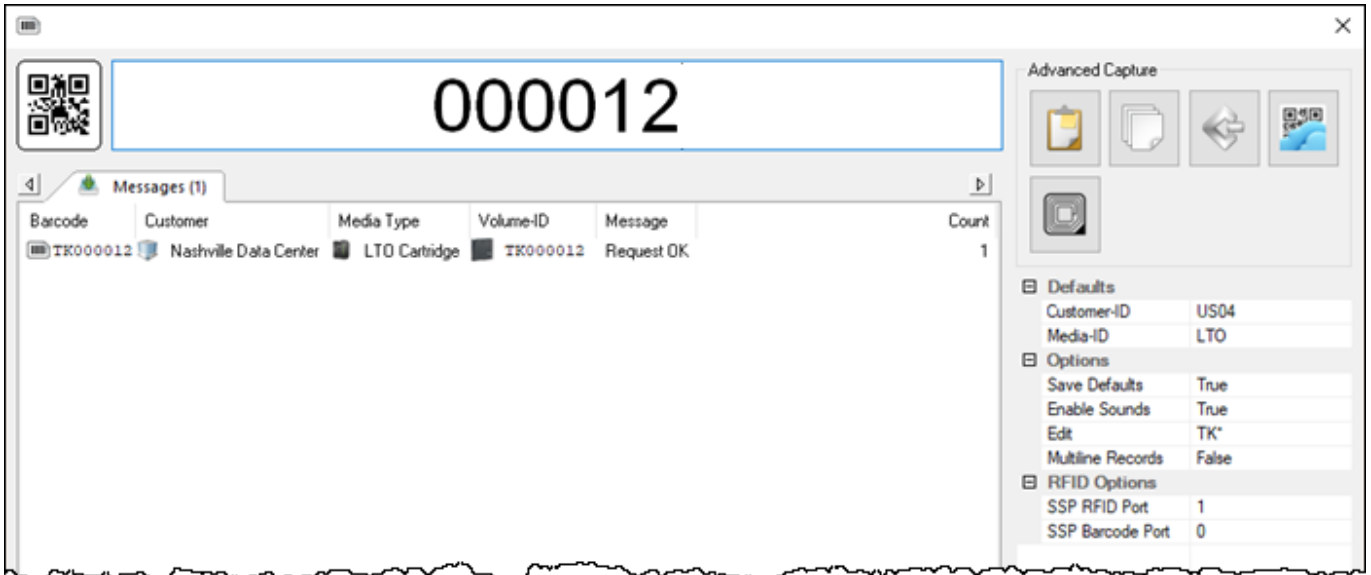 000012
Messages (1)
Barcode Customer Media Type Volume-ID Message Count
TK000012 Nashville Data Center LTO Cartridge TK000012 Request OK 1
Advanced Capture
Defaults
Customer-ID US04
Media-ID LTO
Options
Save Defaults True
Enable Sounds True
Edit TK*
Multiline Records False
RFID Options
SSP RFID Port 1
SSP Barcode Port 0